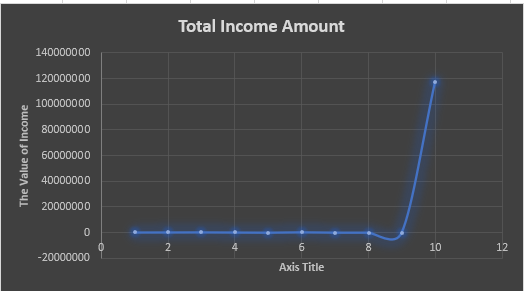 Total Income Amount
140000000
120000000
100000000
80000000
60000000
40000000
20000000
0
-20000000
0 2 4 6 8 10 12
The Value of Income
Axis Title